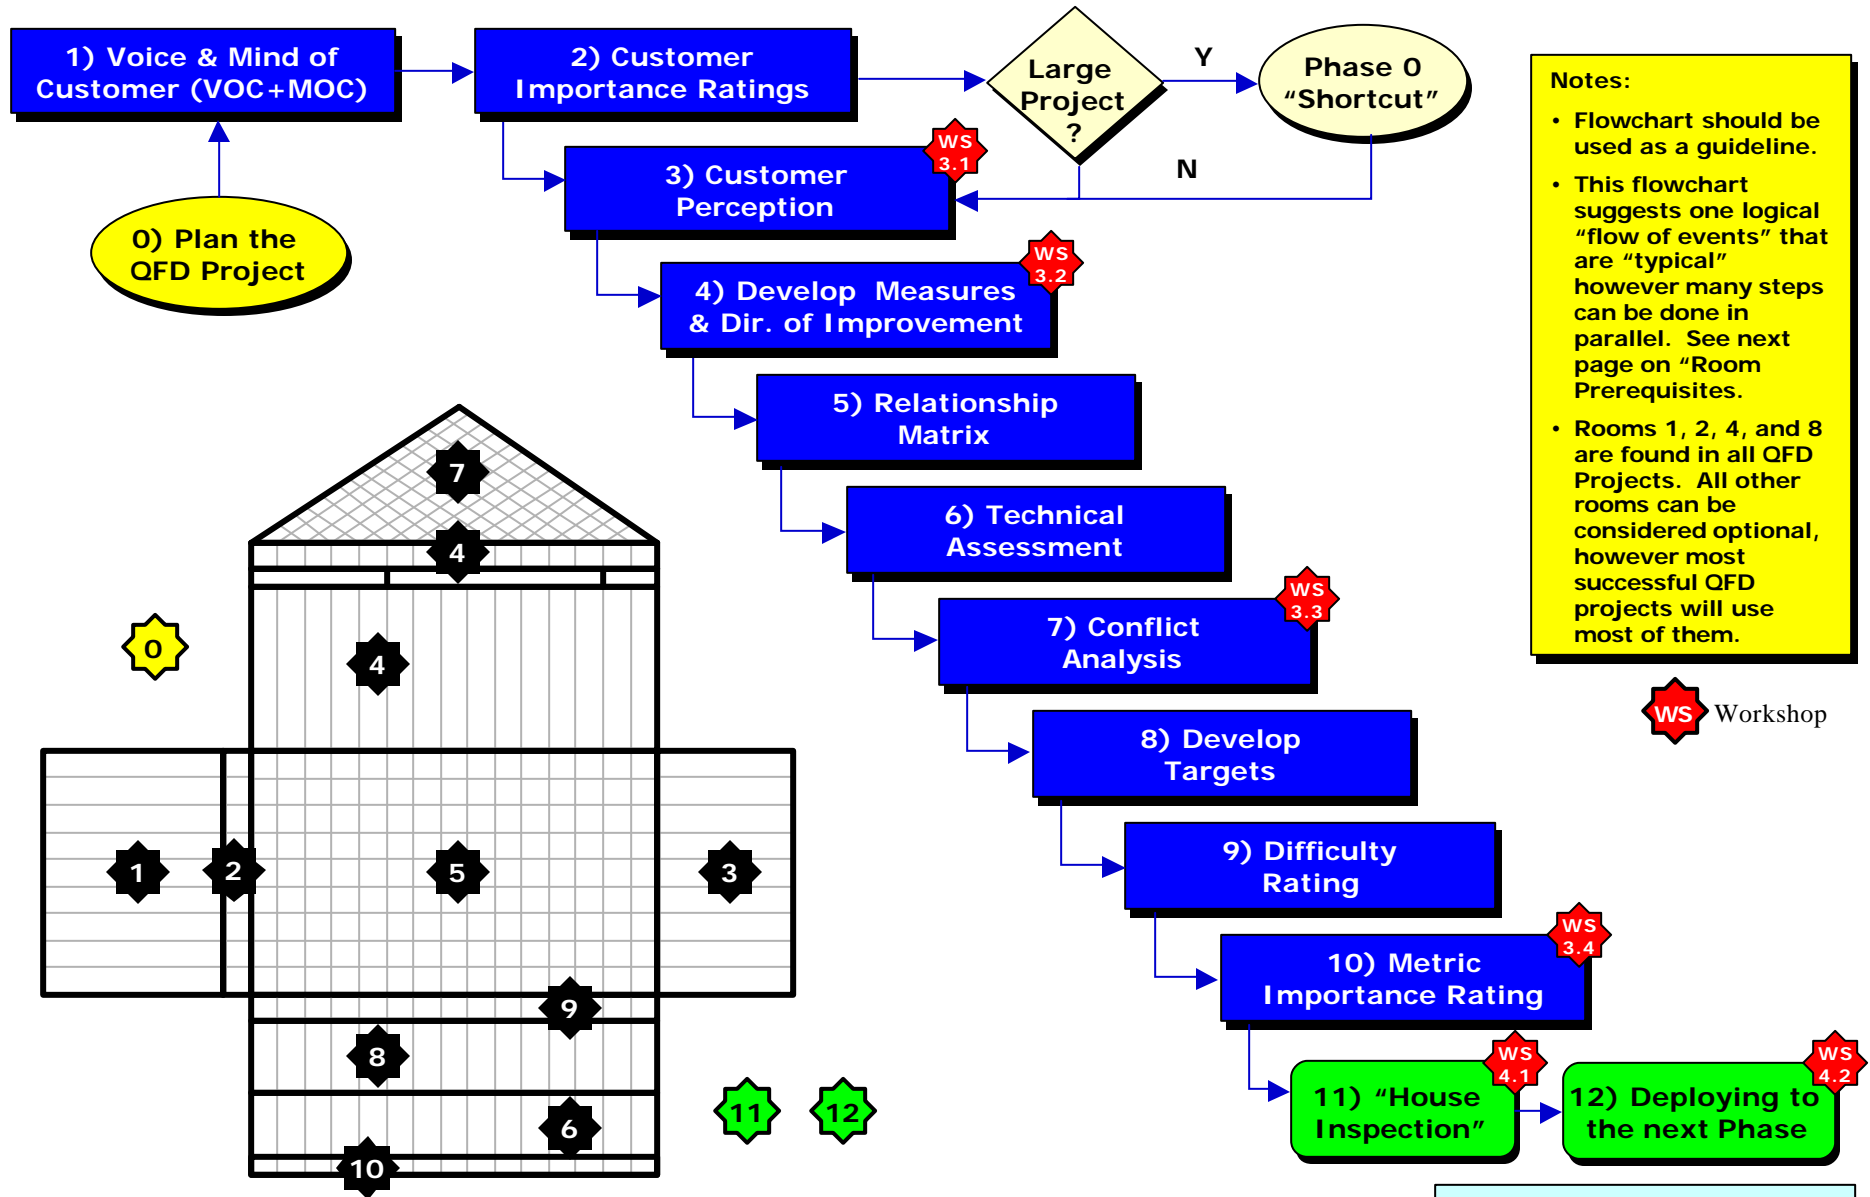 1) Voice & Mind of
Customer (VOC+MOC)
2) Customer
Importance Ratings
Large
Project
?
Y
N
Phase 0
“Shortcut”
0) Plan the
QFD Project
3) Customer
Perception
WS
3.1
4) Develop Measures
& Dir. of Improvement
WS
3.2
5) Relationship
Matrix
6) Technical
Assessment
7) Conflict
Analysis
WS
3.3
8) Develop
Targets
9) Difficulty
Rating
10) Metric
Importance Rating
WS
3.4
11) “House
Inspection”
WS
4.1
12) Deploying to
the next Phase
WS
4.2
Notes:
• Flowchart should be
used as a guideline.
• This flowchart
suggests one logical
“flow of events” that
are “typical”
however many steps
can be done in
parallel. See next
page on “Room
Prerequisites.
• Rooms 1, 2, 4, and 8
are found in all QFD
Projects. All other
rooms can be
considered optional,
however most
successful QFD
projects will use
most of them.
WS Workshop
7
4
0
4
1
2
5
3
9
8
11
12
6
10